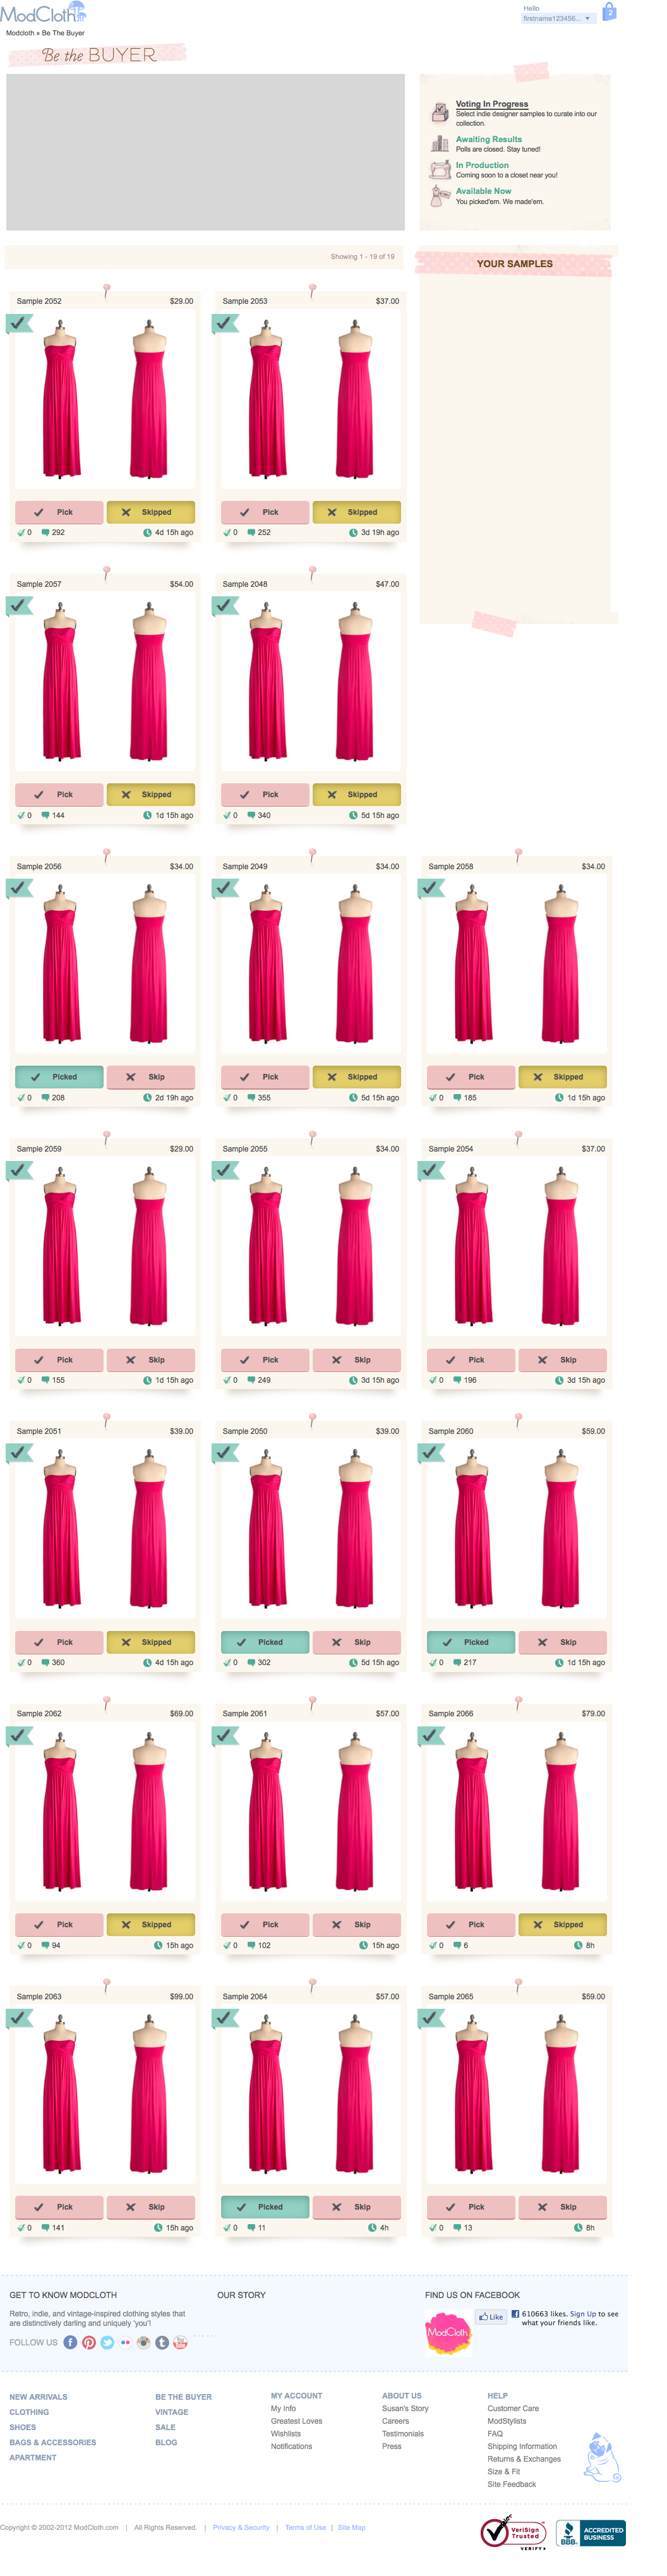 ModCloth
Hello
firstname123456...
2
Modcloth » Be The Buyer
Be the BUYER
Voting In Progress
Select indie designer samples to curate into our
collection.
Awaiting Results
Polls are closed. Stay tuned!
In Production
Coming soon to a closet near you!
Available Now
You picked'em. We made'em.
Showing 1 - 19 of 19
YOUR SAMPLES
Sample 2052 $29.00
Pick Skipped
0 292 4d 15h ago
Sample 2053 $37.00
Pick Skipped
0 252 3d 19h ago
Sample 2057 $54.00
Pick Skipped
0 144 1d 15h ago
Sample 2048 $47.00
Pick Skipped
0 340 5d 15h ago
Sample 2056 $34.00
Picked Skip
0 208 2d 19h ago
Sample 2049 $34.00
Pick Skipped
0 355 5d 15h ago
Sample 2058 $34.00
Pick Skipped
0 185 1d 15h ago
Sample 2059 $29.00
Pick Skip
0 155 1d 15h ago
Sample 2055 $34.00
Pick Skip
0 249 3d 15h ago
Sample 2054 $37.00
Pick Skip
0 196 3d 15h ago
Sample 2051 $39.00
Pick Skipped
0 360 4d 15h ago
Sample 2050 $39.00
Picked Skip
0 302 5d 15h ago
Sample 2060 $59.00
Picked Skip
0 217 1d 15h ago
Sample 2062 $69.00
Pick Skipped
0 94 15h ago
Sample 2061 $57.00
Pick Skip
0 102 15h ago
Sample 2066 $79.00
Pick Skipped
0 6 8h
Sample 2063 $99.00
Pick Skip
0 141 15h ago
Sample 2064 $57.00
Picked Skip
0 11 4h
Sample 2065 $59.00
Pick Skip
0 13 8h
GET TO KNOW MODCLOTH
Retro, indie, and vintage-inspired clothing styles that
are distinctively darling and uniquely 'you'!
FOLLOW US
OUR STORY
FIND US ON FACEBOOK
ModCloth
Like
610663 likes. Sign Up to see
what your friends like.
NEW ARRIVALS
CLOTHING
SHOES
BAGS & ACCESSORIES
APARTMENT
BE THE BUYER
VINTAGE
SALE
BLOG
MY ACCOUNT
My Info
Greatest Loves
Wishlists
Notifications
ABOUT US
Susan's Story
Careers
Testimonials
Press
HELP
Customer Care
ModStylists
FAQ
Shipping Information
Returns & Exchanges
Size & Fit
Site Feedback
Copyright © 2002-2012 ModCloth.com | All Rights Reserved. | Privacy & Security | Terms of Use | Site Map
VeriSign
Trusted
VERIFY
BBB
ACCREDITED
BUSINESS